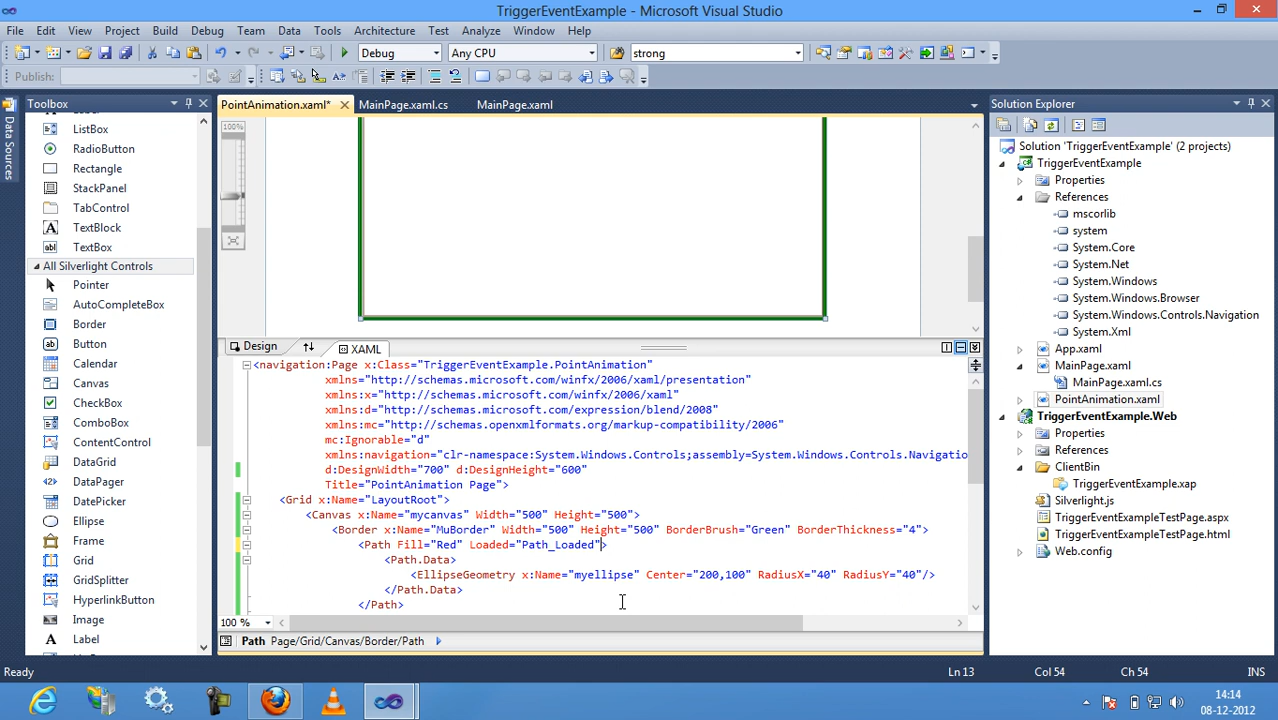 TriggerEventExample - Microsoft Visual Studio
File Edit View Project Build Debug Team Data Tools Architecture Test Analyze Window Help
Debug Any CPU strong
Publish:
Toolbox
PointAnimation.xaml* MainPage.xaml.cs MainPage.xaml
Solution Explorer
Data Sources
ListBox
RadioButton
Rectangle
StackPanel
TabControl
TextBlock
TextBox
All Silverlight Controls
Pointer
AutoCompleteBox
Border
Button
Calendar
Canvas
CheckBox
ComboBox
ContentControl
DataGrid
DataPager
DatePicker
Ellipse
Frame
Grid
GridSplitter
HyperlinkButton
Image
Label
100%
Design XAML
<navigation:Page x:Class="TriggerEventExample.PointAnimation"
xmlns="http://schemas.microsoft.com/winfx/2006/xaml/presentation"
xmlns:x="http://schemas.microsoft.com/winfx/2006/xaml"
xmlns:d="http://schemas.microsoft.com/expression/blend/2008"
xmlns:mc="http://schemas.openxmlformats.org/markup-compatibility/2006"
mc:Ignorable="d"
xmlns:navigation="clr-namespace:System.Windows.Controls;assembly=System.Windows.Controls.Navigatio
d:DesignWidth="700" d:DesignHeight="600"
Title="PointAnimation Page">
<Grid x:Name="LayoutRoot">
<Canvas x:Name="mycanvas" Width="500" Height="500">
<Border x:Name="MuBorder" Width="500" Height="500" BorderBrush="Green" BorderThickness="4">
<Path Fill="Red" Loaded="Path_Loaded">
<Path.Data>
<EllipseGeometry x:Name="myellipse" Center="200,100" RadiusX="40" RadiusY="40"/>
</Path.Data>
</Path>
100 %
Path Page/Grid/Canvas/Border/Path
Solution 'TriggerEventExample' (2 projects)
TriggerEventExample
Properties
References
mscorlib
system
System.Core
System.Net
System.Windows
System.Windows.Browser
System.Windows.Controls.Navigation
System.Xml
App.xaml
MainPage.xaml
MainPage.xaml.cs
PointAnimation.xaml
TriggerEventExample.Web
Properties
References
ClientBin
TriggerEventExample.xap
Silverlight.js
TriggerEventExampleTestPage.aspx
TriggerEventExampleTestPage.html
Web.config
Ready Ln 13 Col 54 Ch 54 INS
14:14
08-12-2012